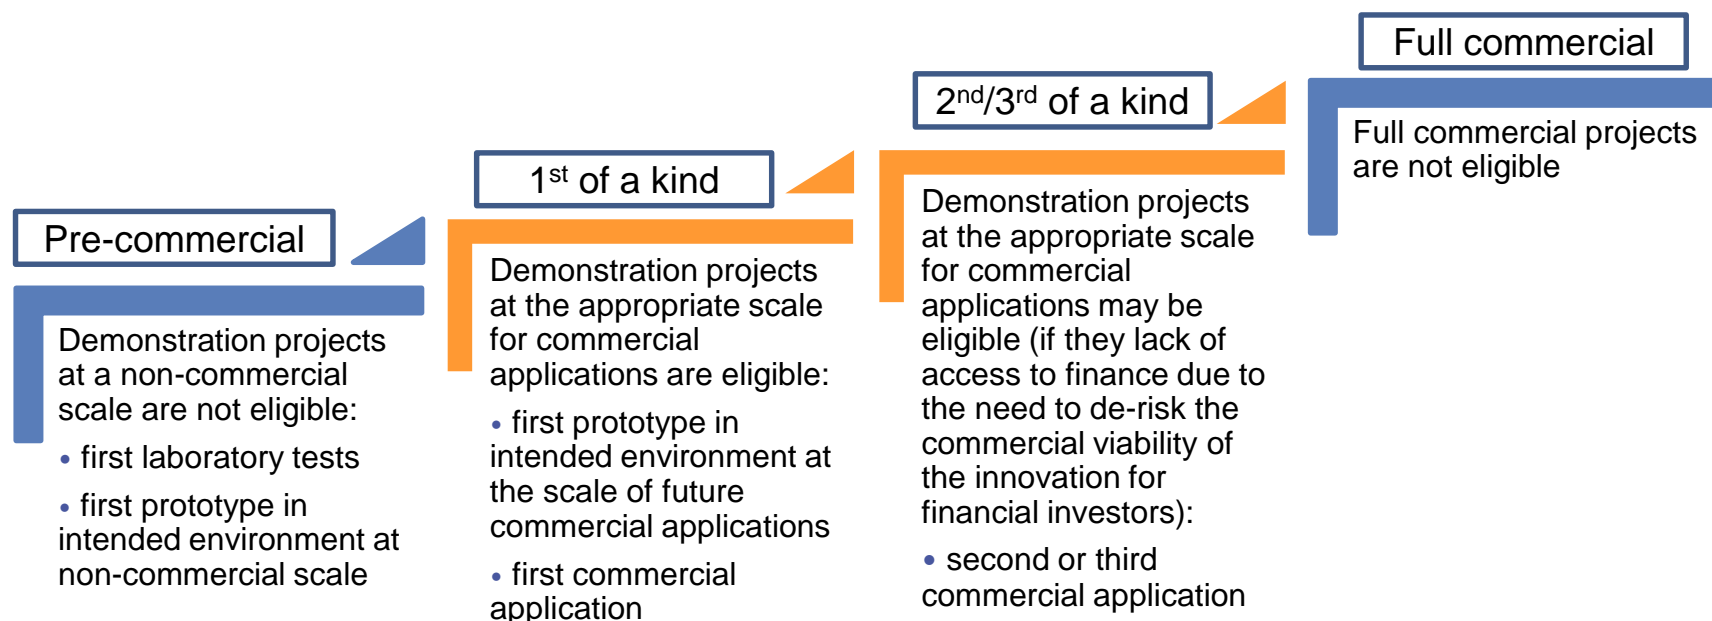 Pre-commercial
Demonstration projects
at a non-commercial
scale are not eligible:
• first laboratory tests
• first prototype in
intended environment at
non-commercial scale
1st of a kind
Demonstration projects
at the appropriate scale
for commercial
applications are eligible:
• first prototype in
intended environment at
the scale of future
commercial applications
• first commercial
application
2nd/3rd of a kind
Demonstration projects
at the appropriate scale
for commercial
applications may be
eligible (if they lack of
access to finance due to
the need to de-risk the
commercial viability of
the innovation for
financial investors):
• second or third
commercial application
Full commercial
Full commercial projects
are not eligible